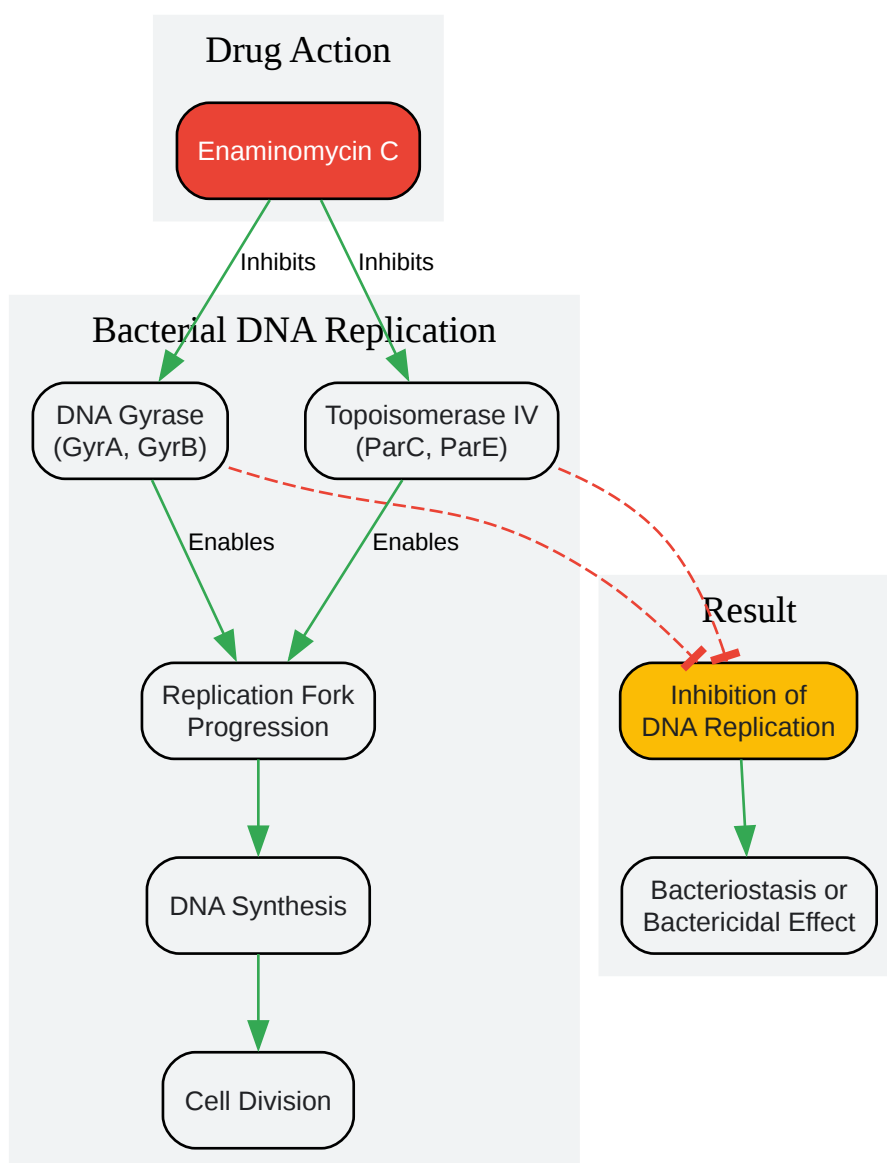 Drug Action
Enaminomycin C
Inhibits
Inhibits
Bacterial DNA Replication
DNA Gyrase
(GyrA, GyrB)
Topoisomerase IV
(ParC, ParE)
Enables
Enables
Result
Replication Fork
Progression
Inhibition of
DNA Replication
DNA Synthesis
Bacteriostasis or
Bactericidal Effect
Cell Division